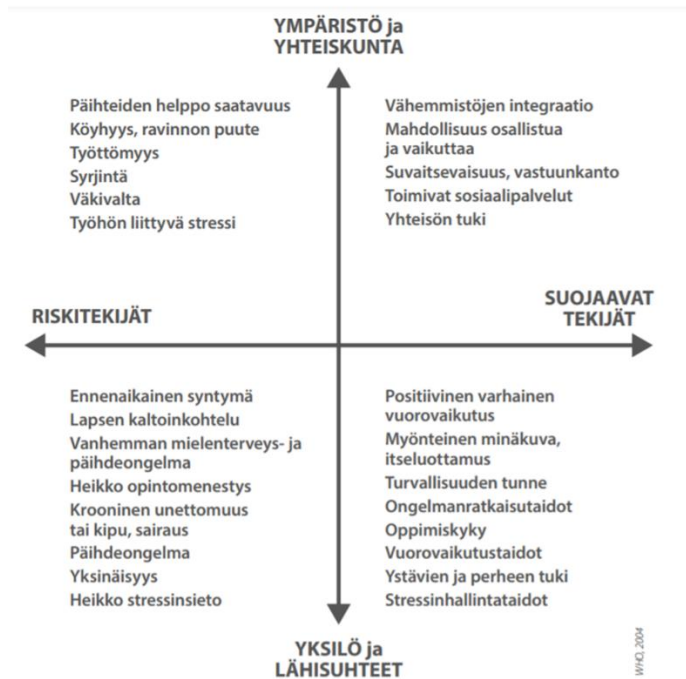 YMPÄRISTÖ ja
YHTEISKUNTA
Päihteiden helppo saatavuus
Köyhyys, ravinnon puute
Työttömyys
Syrjintä
Väkivalta
Työhön liittyvä stressi
Vähemmistöjen integraatio
Mahdollisuus osallistua
ja vaikuttaa
Suvaitsevaisuus, vastuunkanto
Toimivat sosiaalipalvelut
Yhteisön tuki
RISKITEKIJÄT
SUOJAAVAT
TEKIJÄT
Ennenaikainen syntymä
Lapsen kaltoinkohtelu
Vanhemman mielenterveys- ja
päihdeongelma
Heikko opintomenestys
Krooninen unettomuus
tai kipu, sairaus
Päihdeongelma
Yksinäisyys
Heikko stressinsieto
Positiivinen varhainen
vuorovaikutus
Myönteinen minäkuva,
itseluottamus
Turvallisuuden tunne
Ongelmanratkaisutaidot
Oppimiskyky
Vuorovaikutustaidot
Ystävien ja perheen tuki
Stressinhallintataidot
YKSILÖ ja
LÄHISUHTEET
WHO, 2004